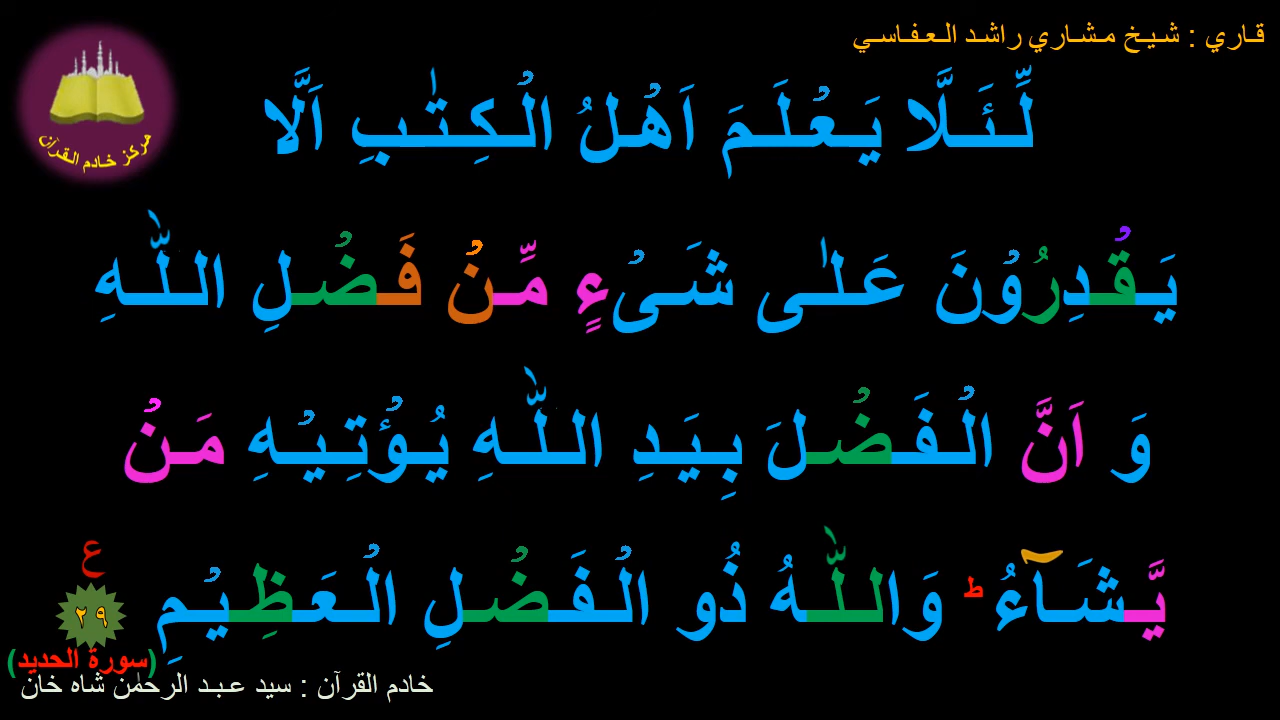 قاري : شيخ مشاري راشد العفاسي
مركز خادم القرآن
لِّئَلَّا يَعْلَمَ اَهْلُ الْكِتٰبِ اَلَّا
يَقْدِرُوْنَ عَلٰى شَىْءٍ مِّنْ فَضْلِ اللّٰهِ
وَ اَنَّ الْفَضْلَ بِيَدِ اللّٰهِ يُؤْتِيْهِ مَنْ
يَّشَآءُ ؕ وَاللّٰهُ ذُو الْفَضْلِ الْعَظِيْمِ
ع
٢٩
(سورة الحديد)
خادم القرآن : سيد عبد الرحمٰن شاه خان